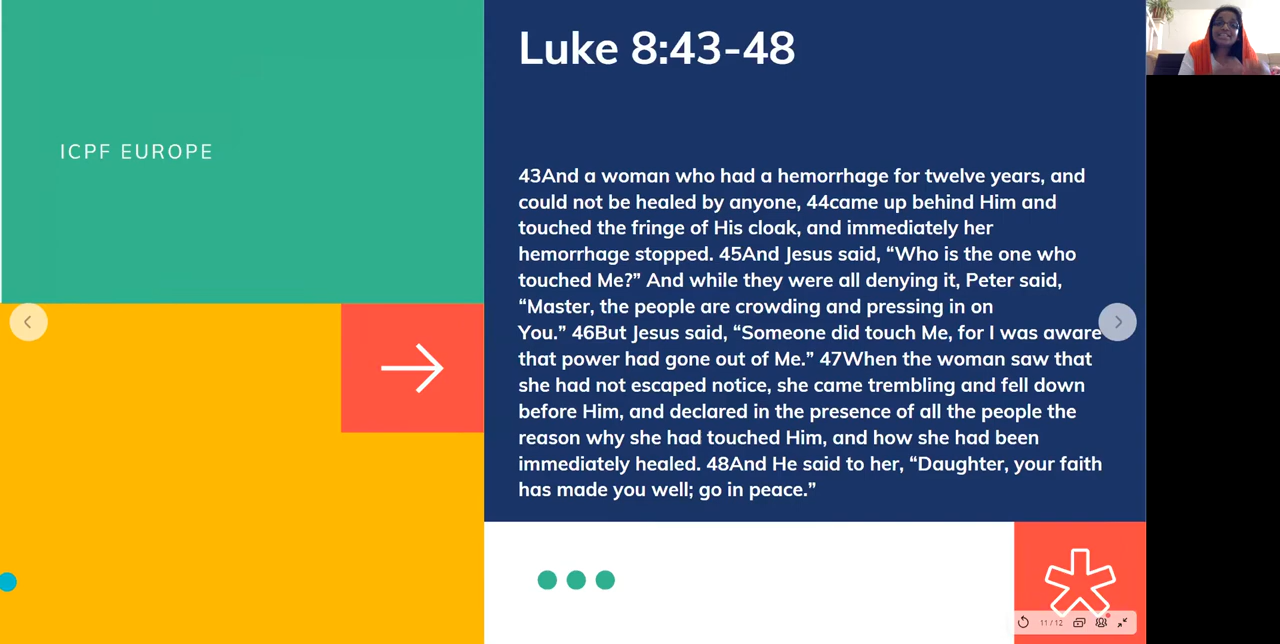 Luke 8:43-48
ICPF EUROPE
43And a woman who had a hemorrhage for twelve years, and
could not be healed by anyone, 44came up behind Him and
touched the fringe of His cloak, and immediately her
hemorrhage stopped. 45And Jesus said, “Who is the one who
touched Me?” And while they were all denying it, Peter said,
“Master, the people are crowding and pressing in on
You.” 46But Jesus said, “Someone did touch Me, for I was aware
that power had gone out of Me.” 47When the woman saw that
she had not escaped notice, she came trembling and fell down
before Him, and declared in the presence of all the people the
reason why she had touched Him, and how she had been
immediately healed. 48And He said to her, “Daughter, your faith
has made you well; go in peace.”
11/12